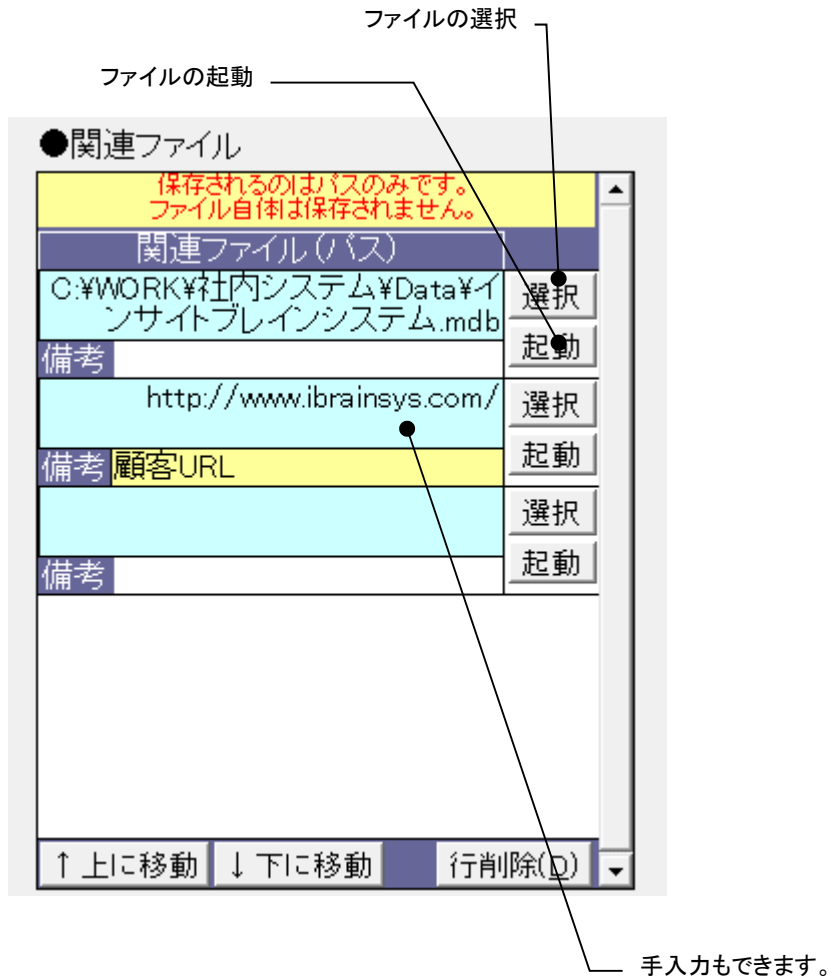 ファイルの選択
ファイルの起動
●関連ファイル
保存されるのはパスのみです。
ファイル自体は保存されません。
関連ファイル(パス)
C:¥WORK¥社内システム¥Data¥イ
ンサイトブレインシステム.mdb
選択
起動
備考
http://www.ibrainsys.com/
選択
起動
備考 顧客URL
選択
起動
備考
↑上に移動 ↓下に移動 行削除(D)
手入力もできます。